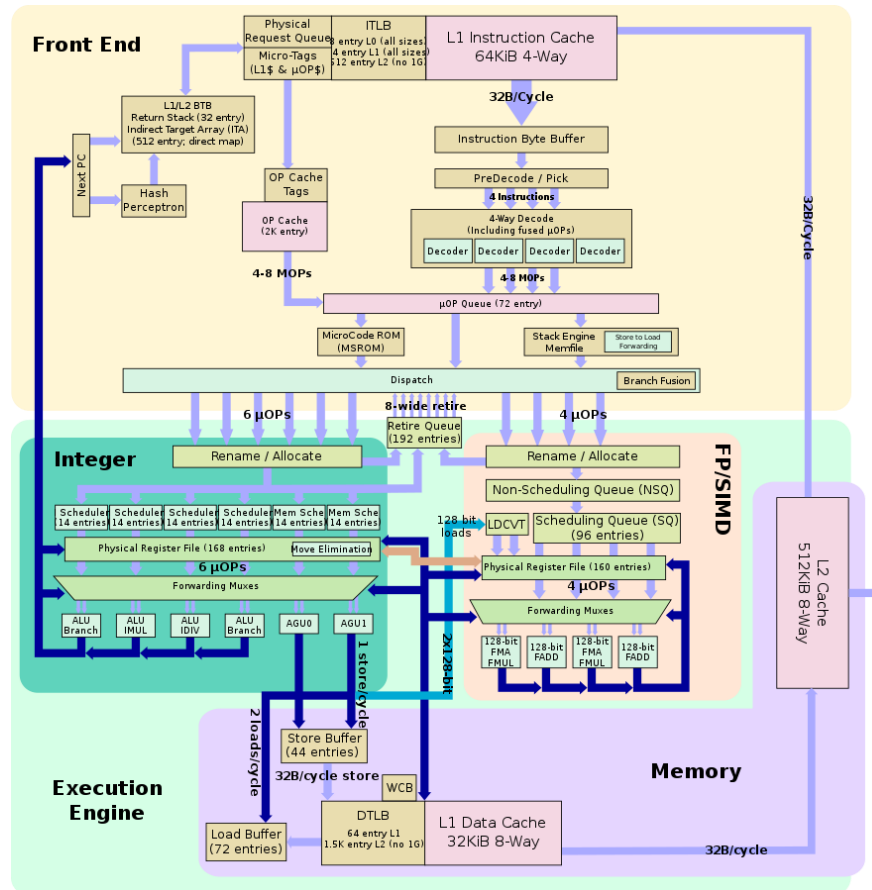 Front End
Physical
Request Queue
Micro-Tags
(L1$ & µOP$)
ITLB
8 entry L0 (all sizes)
4 entry L1 (all sizes)
512 entry L2 (no 1G)
L1 Instruction Cache
64KiB 4-Way
32B/Cycle
L1/L2 BTB
Return Stack (32 entry)
Indirect Target Array (ITA)
(512 entry; direct map)
Next PC
Hash
Perceptron
Instruction Byte Buffer
PreDecode / Pick
4 Instructions
OP Cache
Tags
OP Cache
(2K entry)
4-Way Decode
(Including fused µOPs)
Decoder
Decoder
Decoder
Decoder
32B/Cycle
4-8 MOPs
4-8 MOPs
µOP Queue (72 entry)
MicroCode ROM
(MSROM)
Stack Engine
Memfile
Store to Load
Forwarding
Dispatch
Branch Fusion
6 µOPs
8-wide retire
4 µOPs
Retire Queue
(192 entries)
Integer
Rename / Allocate
Rename / Allocate
FP/SIMD
Non-Scheduling Queue (NSQ)
Scheduler
(14 entries)
Scheduler
(14 entries)
Scheduler
(14 entries)
Scheduler
(14 entries)
Mem Sche
(14 entries)
Mem Sche
(14 entries)
128 bit
loads
LDCVT
Scheduling Queue (SQ)
(96 entries)
Physical Register File (168 entries)
Move Elimination
Physical Register File (160 entries)
6 µOPs
4 µOPs
Forwarding Muxes
Forwarding Muxes
ALU
Branch
ALU
IMUL
ALU
IDIV
ALU
Branch
AGU0
AGU1
128-bit
FMA
FMUL
128-bit
FADD
128-bit
FMA
FMUL
128-bit
FADD
L2 Cache
512KiB 8-Way
1 store/cycle
2x128-bit
2 loads/cycle
Store Buffer
(44 entries)
32B/cycle store
Execution
Engine
Memory
WCB
DTLB
64 entry L1
1.5K entry L2 (no 1G)
L1 Data Cache
32KiB 8-Way
Load Buffer
(72 entries)
32B/cycle